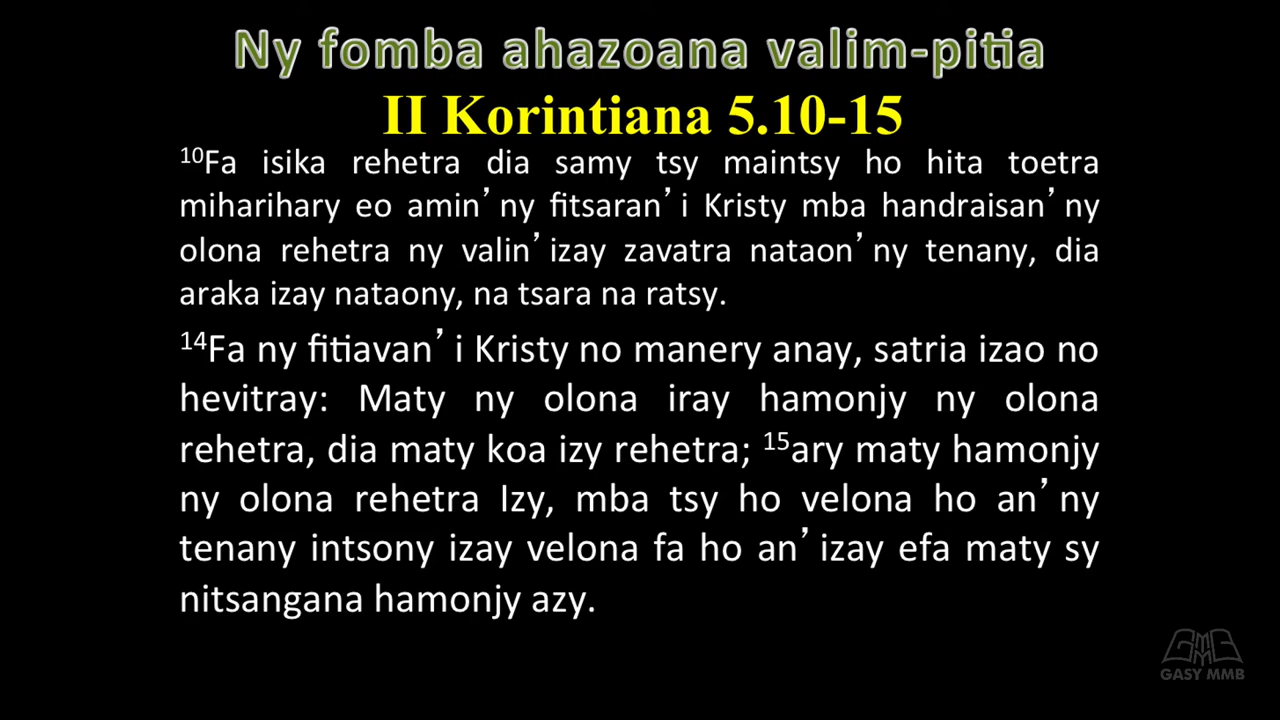 Ny fomba ahazoana valim-pitia
II Korintiana 5.10-15
¹⁰Fa isika rehetra dia samy tsy maintsy ho hita toetra
miharihary eo amin’ny fitsaran’i Kristy mba handraisan’ny
olona rehetra ny valin’izay zavatra nataon’ny tenany, dia
araka izay nataony, na tsara na ratsy.
¹⁴Fa ny fitiavan’i Kristy no manery anay, satria izao no
hevitray: Maty ny olona iray hamonjy ny olona
rehetra, dia maty koa izy rehetra; ¹⁵ary maty hamonjy
ny olona rehetra Izy, mba tsy ho velona ho an’ny
tenany intsony izay velona fa ho an’izay efa maty sy
nitsangana hamonjy azy.
GMMB
GASY MMB